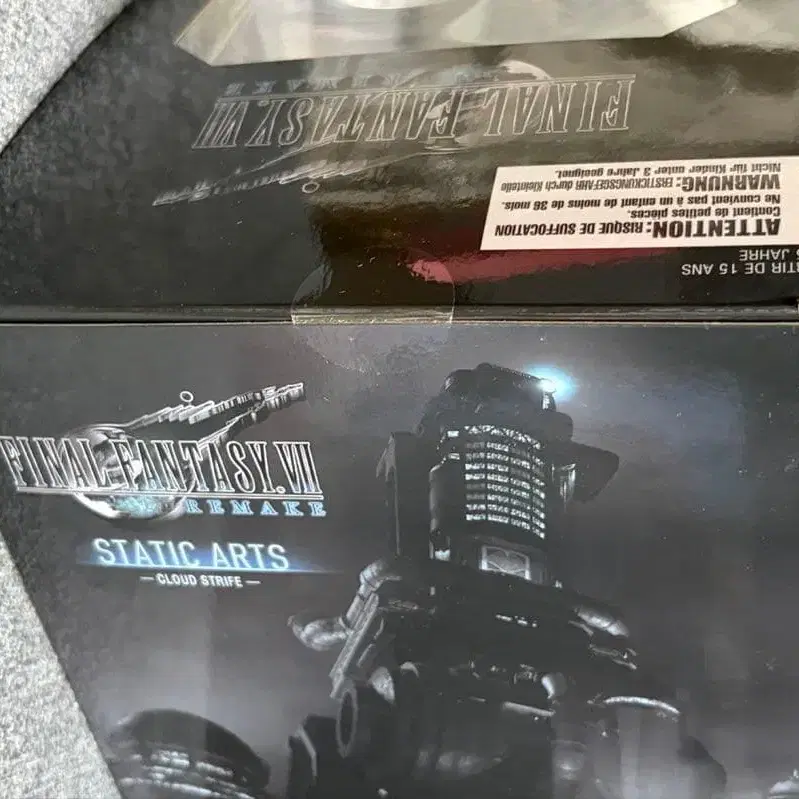 FINAL FANTASY VII
REMAKE
ATTENTION: RISQUE DE SUFFOCATION
Contient de petites pièces.
Ne convient pas à un enfant de moins de 36 mois.
WARNUNG: ERSTICKUNGSGEFAHR durch Kleinteile
Nicht für Kinder unter 3 Jahre geeignet.
TIR DE 15 ANS
JAHRE
FINAL FANTASY VII
REMAKE
STATIC ARTS
— CLOUD STRIFE —